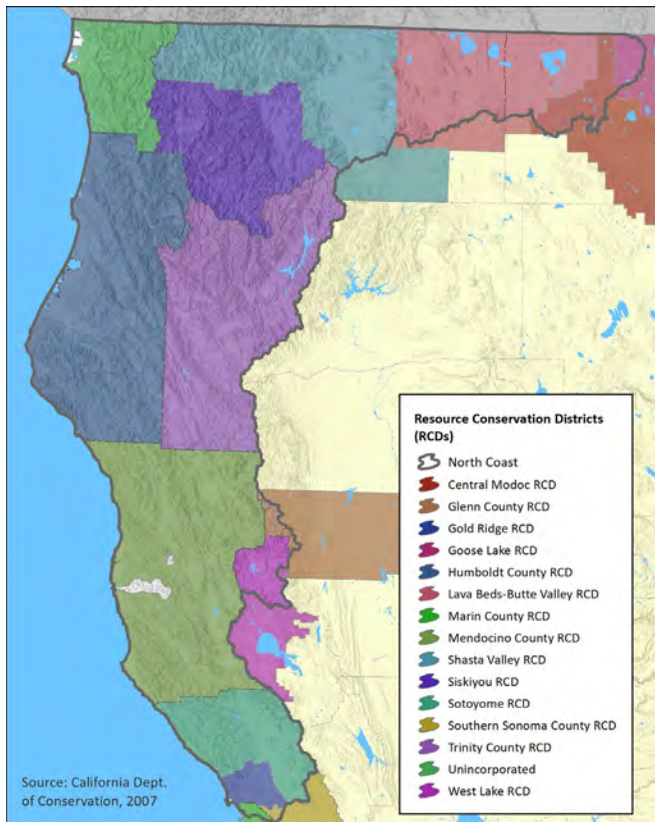 Resource Conservation Districts
(RCDs)
North Coast
Central Modoc RCD
Glenn County RCD
Gold Ridge RCD
Goose Lake RCD
Humboldt County RCD
Lava Beds-Butte Valley RCD
Marin County RCD
Mendocino County RCD
Shasta Valley RCD
Siskiyou RCD
Sotoyome RCD
Southern Sonoma County RCD
Trinity County RCD
Unincorporated
West Lake RCD
Source: California Dept.
of Conservation, 2007